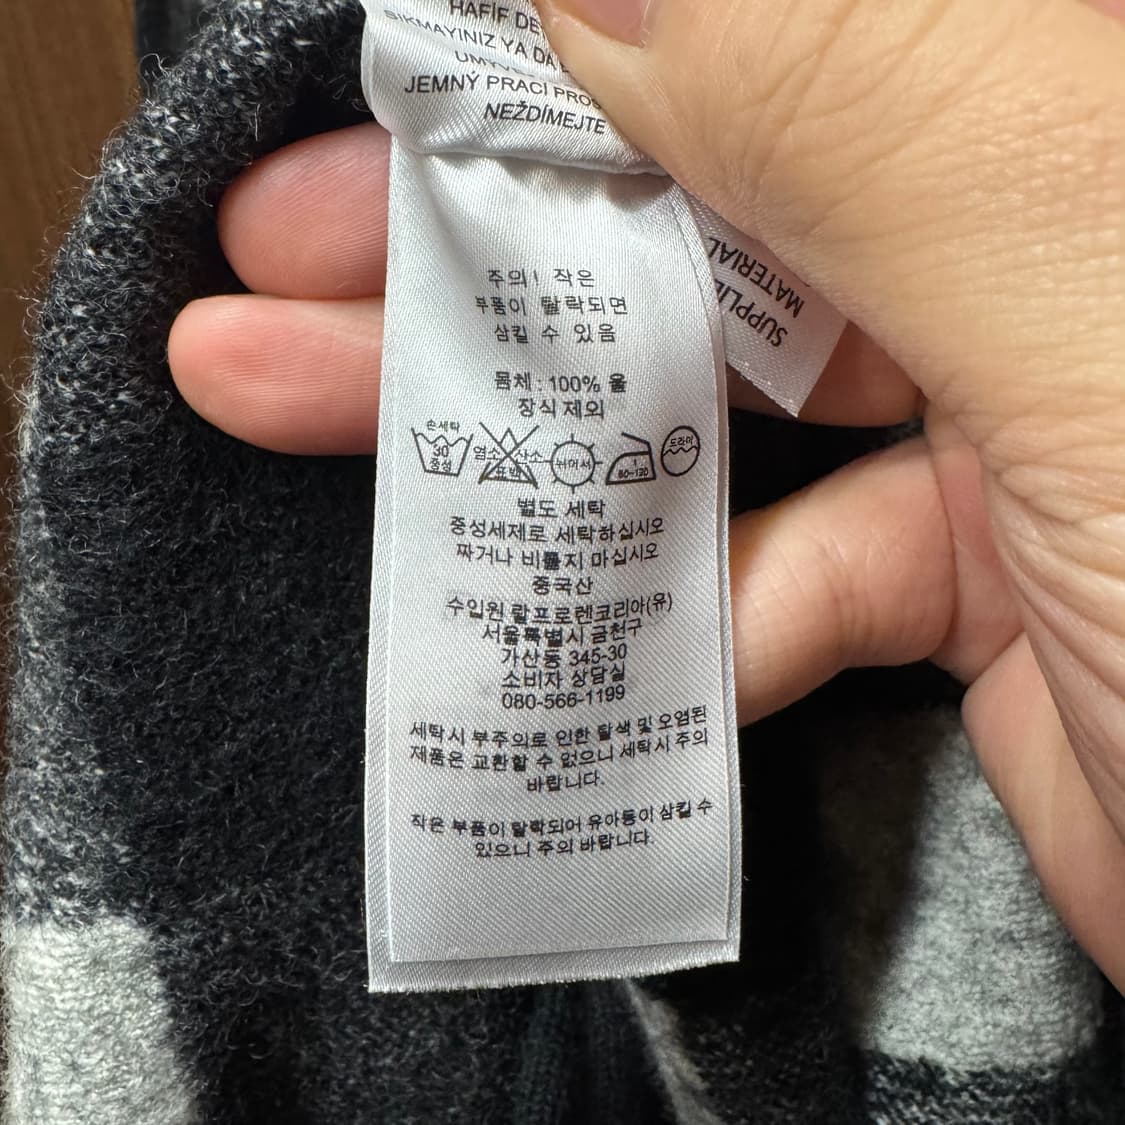 HAFİF DE
SIKMAYINIZ YA DA
JEMNÝ PRACÍ PROS
NEŽDÍMEJTE
SUPPLIE
MATERIAL
주의! 작은
부품이 탈락되면
삼킬 수 있음
몸체 : 100% 울
장식 제외
손세탁
30
중성
염소 산소
표백
뉘어서
1
80~120
드라이
별도 세탁
중성세제로 세탁하십시오
짜거나 비틀지 마십시오
중국산
수입원 랄프로렌코리아(유)
서울특별시 금천구
가산동 345-30
소비자 상담실
080-566-1199
세탁시 부주의로 인한 탈색 및 오염된
제품은 교환할 수 없으니 세탁시 주의
바랍니다.
작은 부품이 탈락되어 유아등이 삼킬 수
있으니 주의 바랍니다.